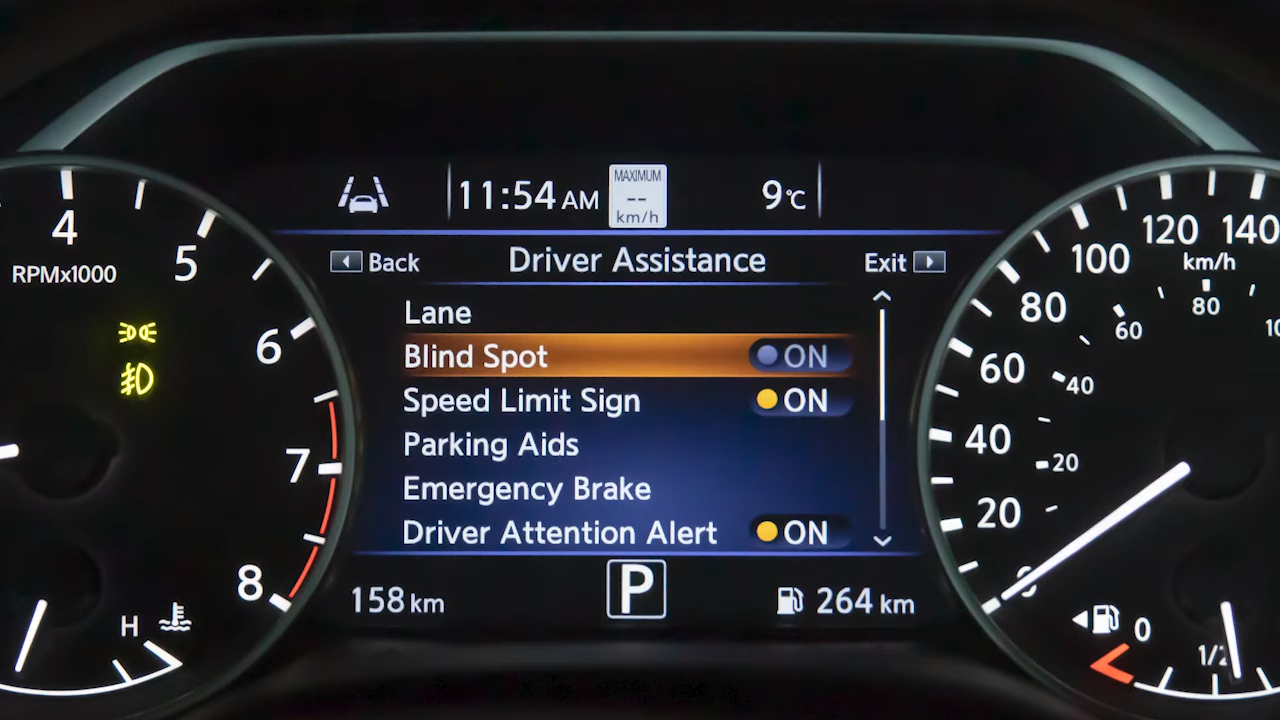 11:54 AM
MAXIMUM
--
km/h
9°C
Back
Driver Assistance
Exit
Lane
Blind Spot ON
Speed Limit Sign ON
Parking Aids
Emergency Brake
Driver Attention Alert ON
158 km
P
264 km
4
5
6
7
8
RPMx1000
H
0
20
40
60
80
100
120
140
km/h
20
40
60
80
0
1/2